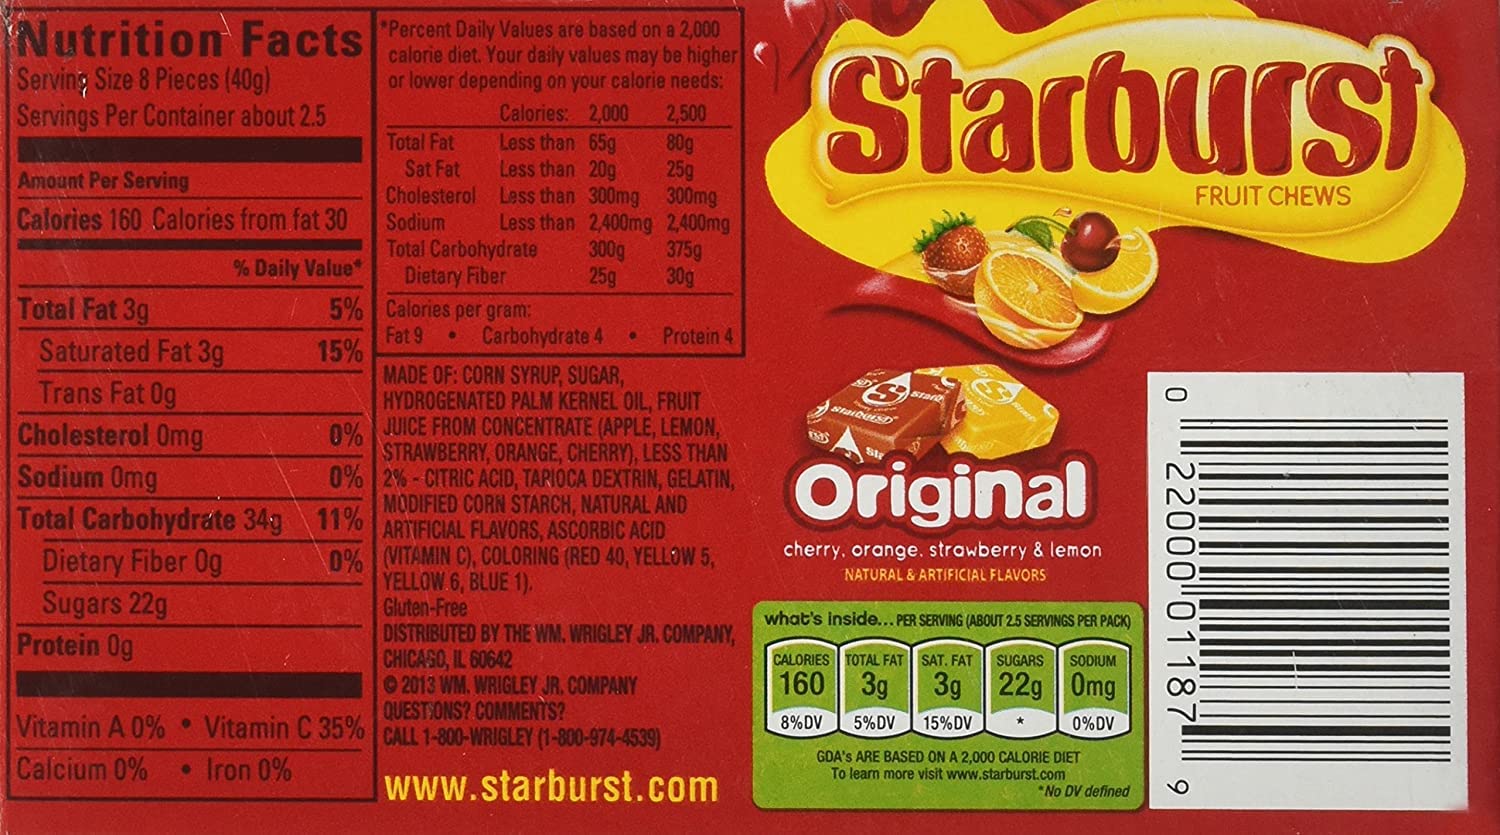 Nutrition Facts
Serving Size 8 Pieces (40g)
Servings Per Container about 2.5
Amount Per Serving
Calories 160 Calories from fat 30
% Daily Value*
Total Fat 3g 5%
Saturated Fat 3g 15%
Trans Fat 0g
Cholesterol 0mg 0%
Sodium 0mg 0%
Total Carbohydrate 34g 11%
Dietary Fiber 0g 0%
Sugars 22g
Protein 0g
Vitamin A 0% • Vitamin C 35%
Calcium 0% • Iron 0%
*Percent Daily Values are based on a 2,000
calorie diet. Your daily values may be higher
or lower depending on your calorie needs:
Calories: 2,000 2,500
Total Fat Less than 65g 80g
Sat Fat Less than 20g 25g
Cholesterol Less than 300mg 300mg
Sodium Less than 2,400mg 2,400mg
Total Carbohydrate 300g 375g
Dietary Fiber 25g 30g
Calories per gram:
Fat 9 • Carbohydrate 4 • Protein 4
MADE OF: CORN SYRUP, SUGAR,
HYDROGENATED PALM KERNEL OIL, FRUIT
JUICE FROM CONCENTRATE (APPLE, LEMON,
STRAWBERRY, ORANGE, CHERRY), LESS THAN
2% - CITRIC ACID, TAPIOCA DEXTRIN, GELATIN,
MODIFIED CORN STARCH, NATURAL AND
ARTIFICIAL FLAVORS, ASCORBIC ACID
(VITAMIN C), COLORING (RED 40, YELLOW 5,
YELLOW 6, BLUE 1).
Gluten-Free
DISTRIBUTED BY THE WM. WRIGLEY JR. COMPANY,
CHICAGO, IL 60642
© 2013 WM. WRIGLEY JR. COMPANY
QUESTIONS? COMMENTS?
CALL 1-800-WRIGLEY (1-800-974-4539)
www.starburst.com
Starburst
FRUIT CHEWS
Original
cherry, orange, strawberry & lemon
NATURAL & ARTIFICIAL FLAVORS
what's inside... PER SERVING (ABOUT 2.5 SERVINGS PER PACK)
CALORIES TOTAL FAT SAT. FAT SUGARS SODIUM
160 3g 3g 22g 0mg
8%DV 5%DV 15%DV * 0%DV
GDA's ARE BASED ON A 2,000 CALORIE DIET
To learn more visit www.starburst.com
*No DV defined
0 22000 01187 9